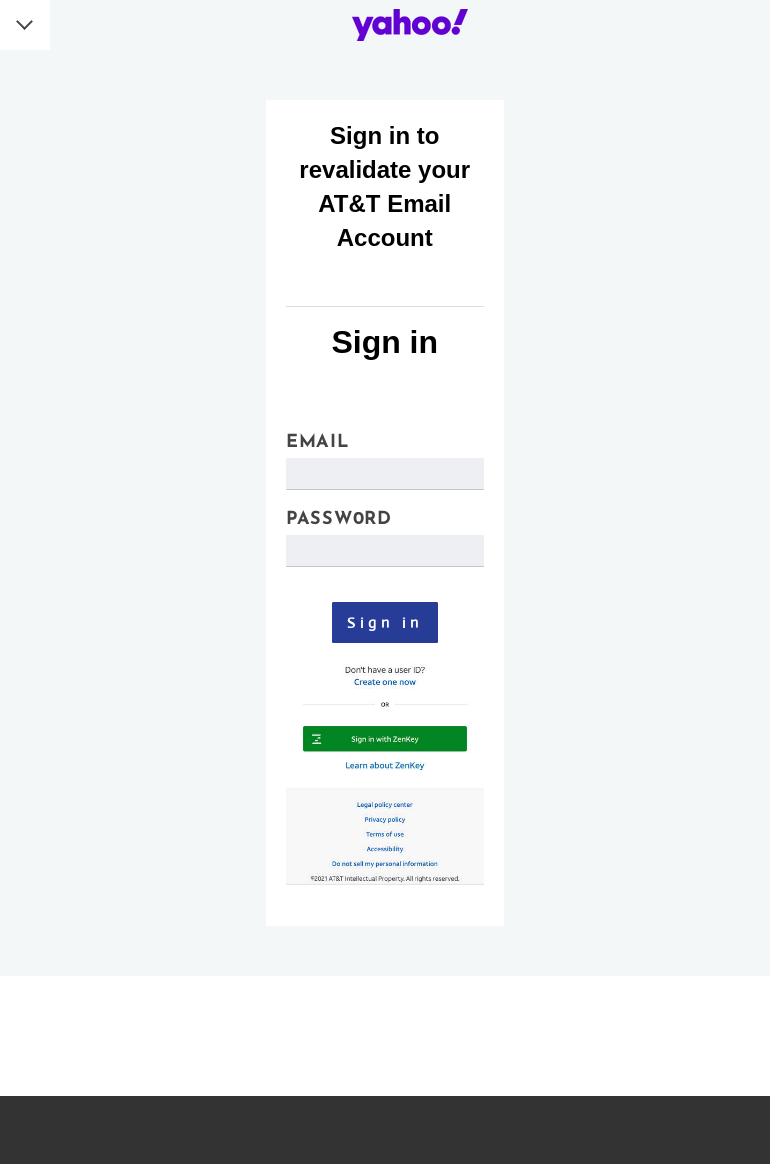 yahoo!
Sign in to
revalidate your
AT&T Email
Account
Sign in
EMAIL
PASSW0RD
Sign in
Don't have a user ID?
Create one now
OR
Sign in with ZenKey
Learn about ZenKey
Legal policy center
Privacy policy
Terms of use
Accessibility
Do not sell my personal information
©2021 AT&T Intellectual Property. All rights reserved.